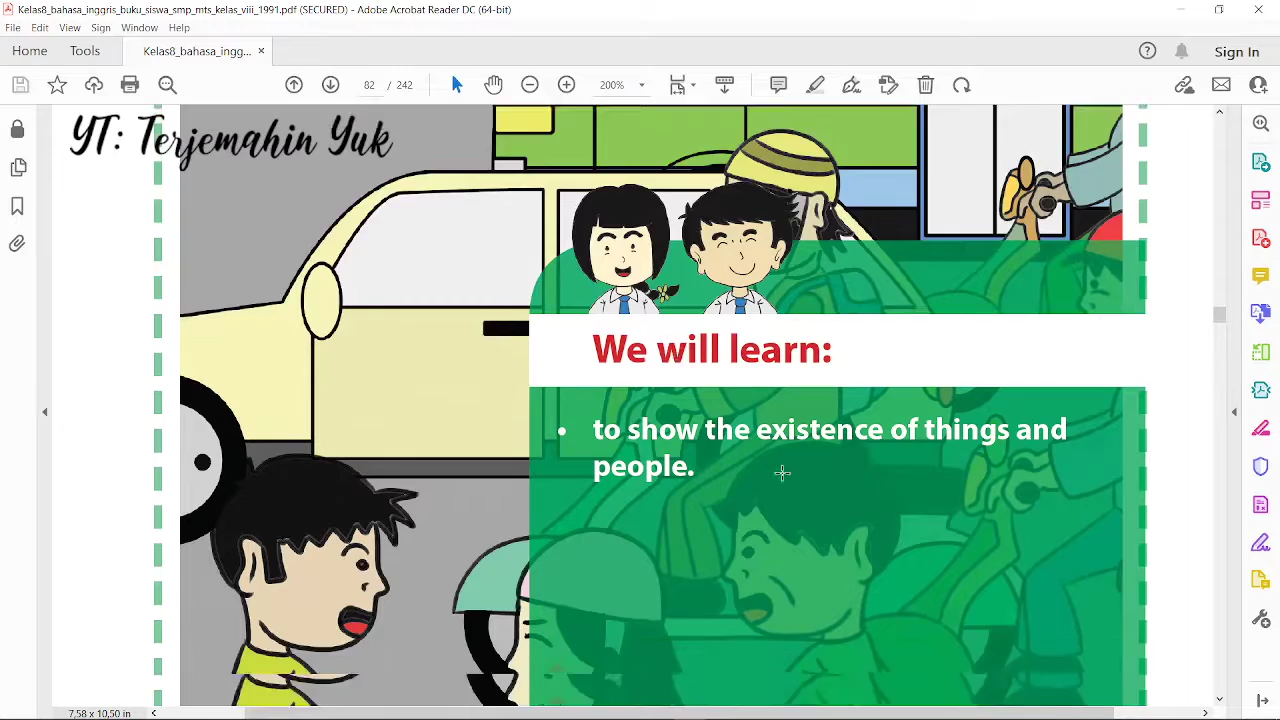 Kelas8_bahasa_inggris_buku_siswa_smp_mts_kelas_viii_1991.pdf (SECURED) - Adobe Acrobat Reader DC (64-bit)
File Edit View Sign Window Help
Home Tools Kelas8_bahasa_ingg... × Sign In
82 / 242 200%
YT: Terjemahin Yuk
We will learn:
• to show the existence of things and
people.
7,58 x 10,50 in